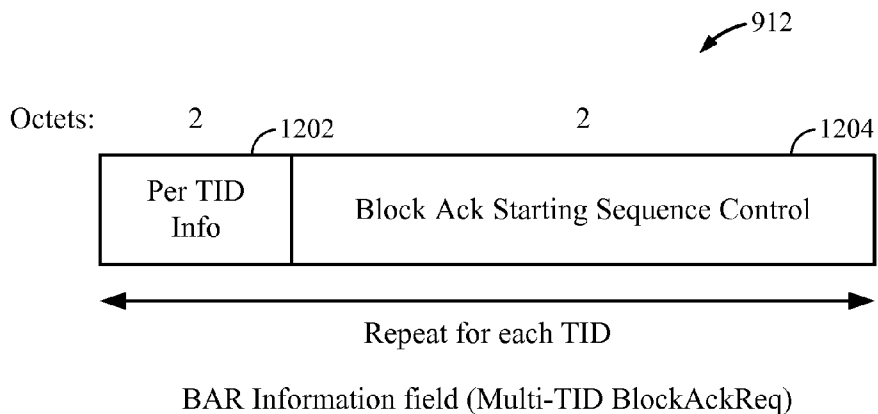 912
Octets: 2 1202 2 1204
Per TID
Info
Block Ack Starting Sequence Control
Repeat for each TID
BAR Information field (Multi-TID BlockAckReq)